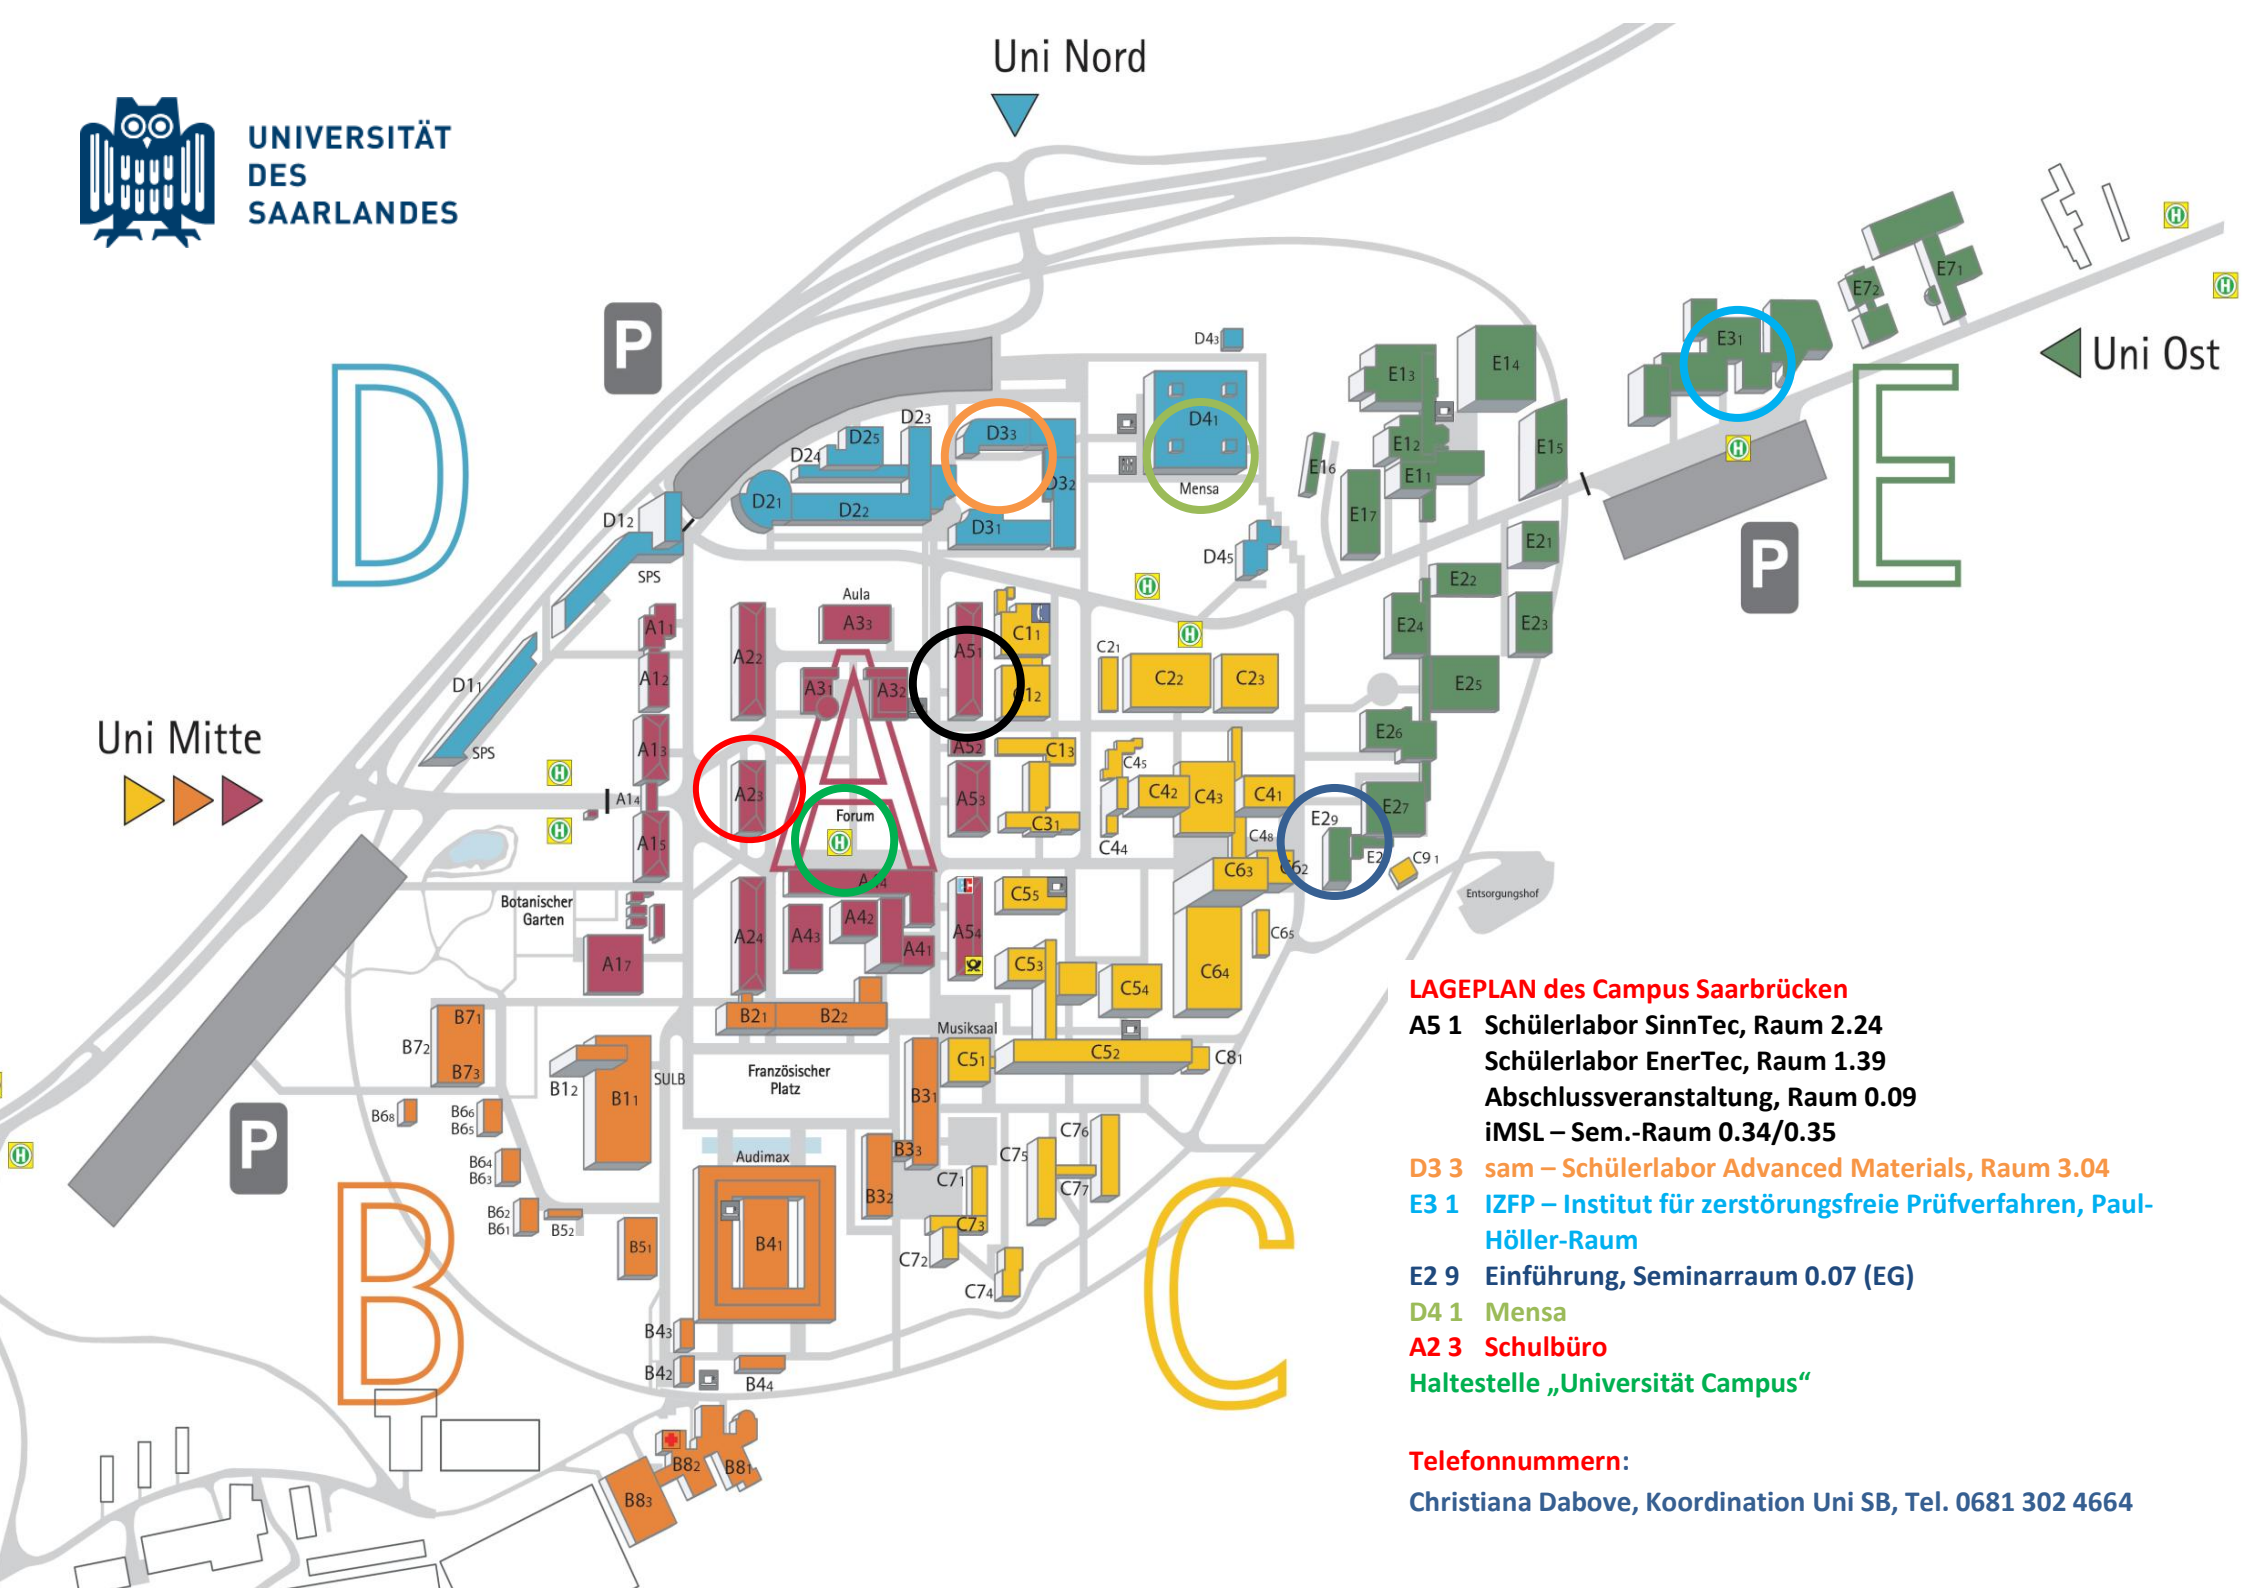 Uni Nord
UNIVERSITÄT
DES
SAARLANDES
P
D
E7₁
E7₂
E3₁
Uni Ost
E
D4₃
E1₃
E1₄
D2₃
D2₅
D3₃
D4₁
D2₄
E1₂
E1₅
E1₆
E1₁
D3₂
Mensa
D2₁
D2₂
D1₂
D3₁
E1₇
E2₁
D4₅
P
SPS
E2₂
Aula
A1₁
A3₃
C1₁
E2₄
E2₃
A2₂
A5₁
C2₁
A1₂
D1₁
A3₁
A3₂
C1₂
C2₂
C2₃
E2₅
Uni Mitte
SPS
A1₃
A5₂
C1₃
E2₆
C4₅
A1₄
A2₃
A5₃
C4₂
C4₃
C4₁
E2₇
Forum
C3₁
E2₉
A1₅
C4₄
C4₈
E2
C9₁
C6₃
C6₂
A4₄
C5₅
Entsorgungshof
Botanischer
Garten
A4₂
A2₄
A4₃
A4₁
A5₄
C6₅
A1₇
C5₃
C6₄
C5₄
B7₁
B2₁
B2₂
Musiksaal
B7₂
B7₃
C5₁
C5₂
C8₁
SULB
Französischer
Platz
B1₂
B1₁
B3₁
P
B6₈
B6₆
B6₅
C7₆
B3₃
C7₅
Audimax
B6₄
B6₃
C7₁
C7₇
B3₂
B6₂
B6₁
B5₂
C7₃
B5₁
B4₁
C7₂
C7₄
B
C
B4₃
B4₂
B4₄
B8₂
B8₁
B8₃
LAGEPLAN des Campus Saarbrücken
A5 1 Schülerlabor SinnTec, Raum 2.24
Schülerlabor EnerTec, Raum 1.39
Abschlussveranstaltung, Raum 0.09
iMSL – Sem.-Raum 0.34/0.35
D3 3 sam – Schülerlabor Advanced Materials, Raum 3.04
E3 1 IZFP – Institut für zerstörungsfreie Prüfverfahren, Paul-
Höller-Raum
E2 9 Einführung, Seminarraum 0.07 (EG)
D4 1 Mensa
A2 3 Schulbüro
Haltestelle „Universität Campus“
Telefonnummern:
Christiana Dabove, Koordination Uni SB, Tel. 0681 302 4664